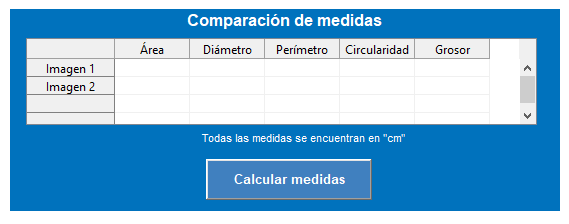 Comparación de medidas
Área Diámetro Perímetro Circularidad Grosor
Imagen 1
Imagen 2
Todas las medidas se encuentran en "cm"
Calcular medidas